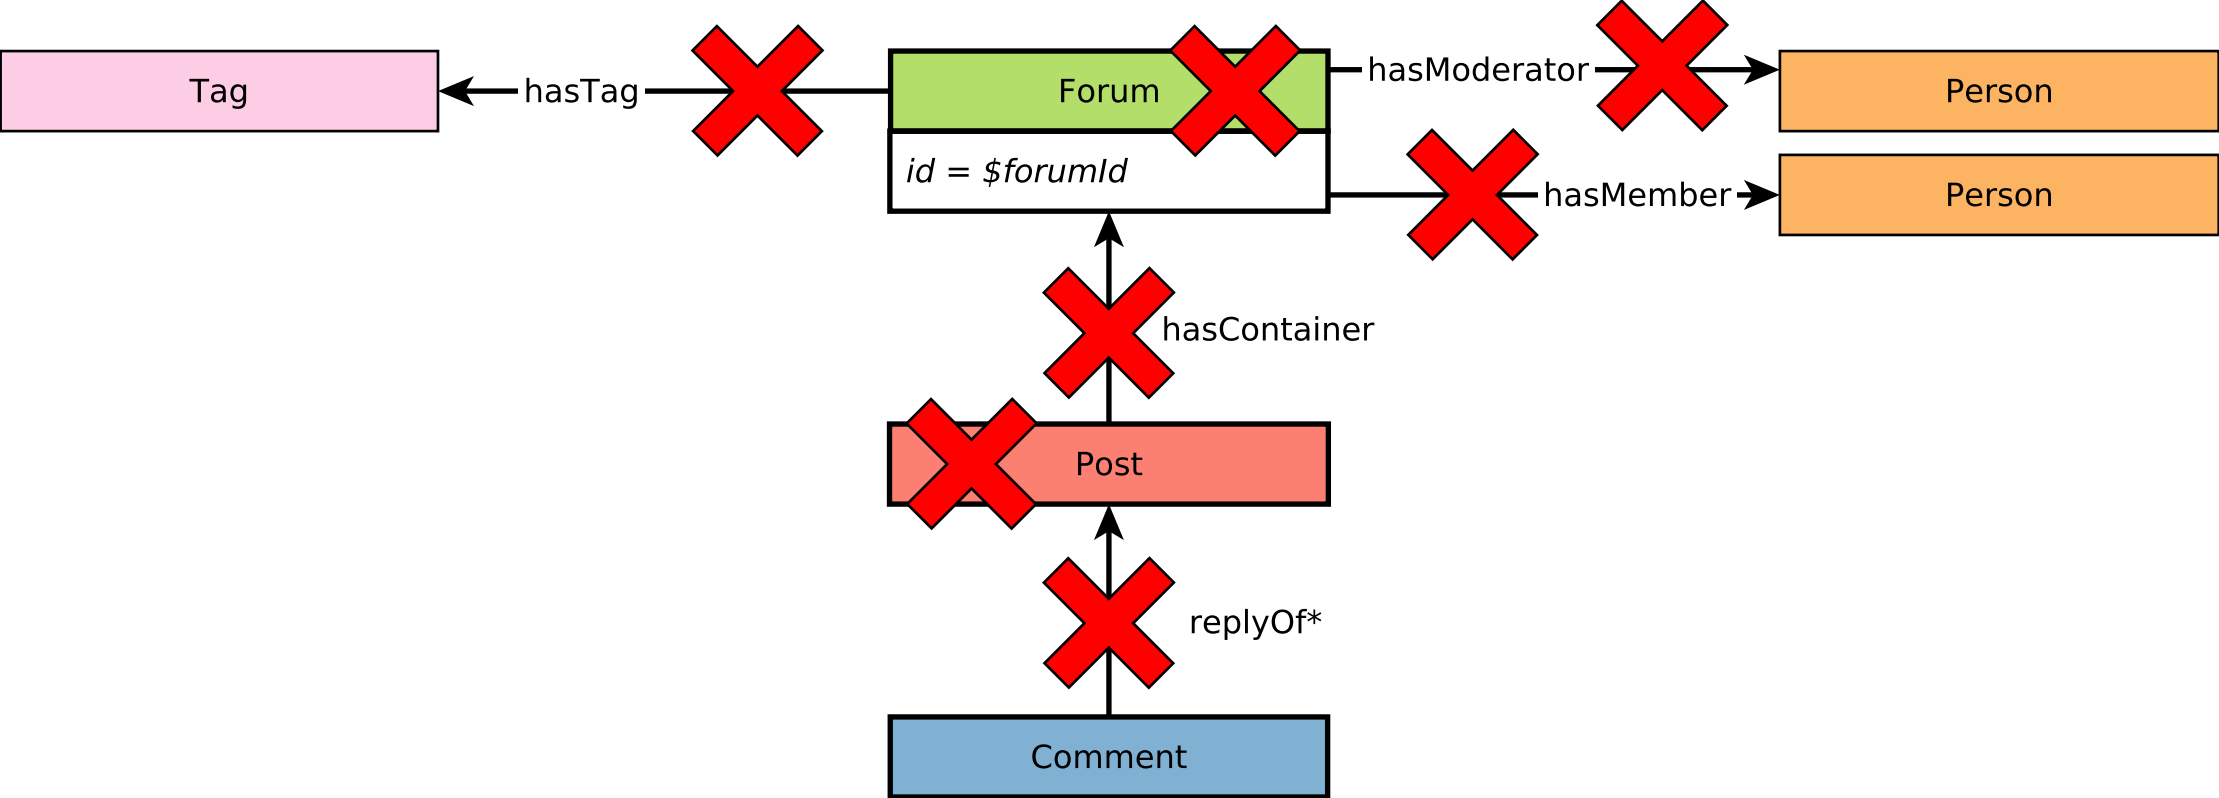 Tag
hasTag
Forum
hasModerator
Person
id = $forumId
hasMember
Person
hasContainer
Post
replyOf*
Comment